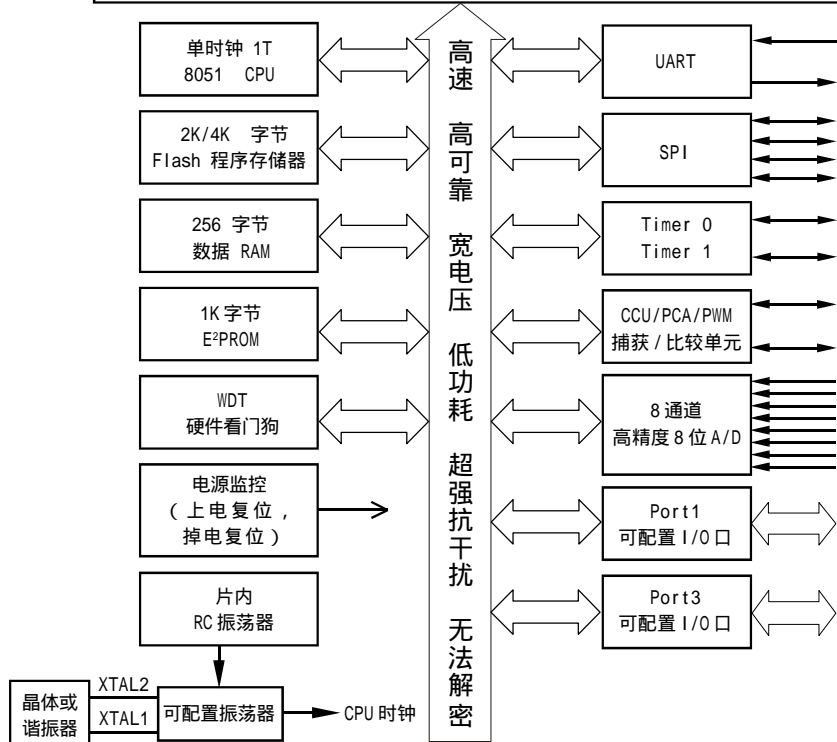 单时钟 1T
8051 CPU
2K/4K 字节
Flash 程序存储器
256 字节
数据 RAM
1K 字节
E²PROM
WDT
硬件看门狗
电源监控
(上电复位,
掉电复位)
片内
RC 振荡器
晶体或
谐振器
XTAL2
XTAL1
可配置振荡器
CPU 时钟
高速 高可靠 宽电压 低功耗 超强抗干扰 无法解密
UART
SPI
Timer 0
Timer 1
CCU/PCA/PWM
捕获/比较单元
8 通道
高精度 8 位 A/D
Port1
可配置 I/O 口
Port3
可配置 I/O 口